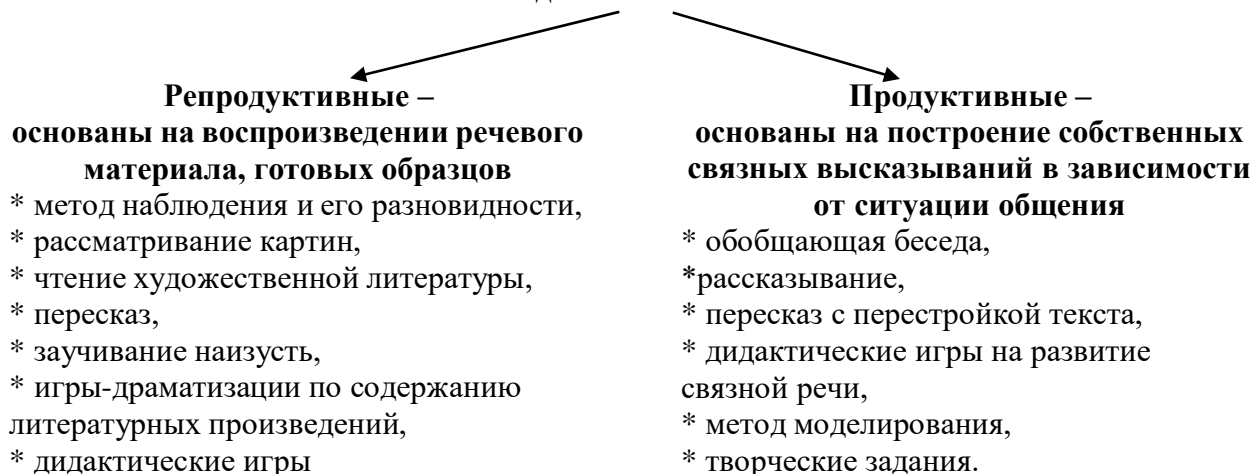 Репродуктивные –
основаны на воспроизведении речевого
материала, готовых образцов
* метод наблюдения и его разновидности,
* рассматривание картин,
* чтение художественной литературы,
* пересказ,
* заучивание наизусть,
* игры-драматизации по содержанию
литературных произведений,
* дидактические игры
Продуктивные –
основаны на построение собственных
связных высказываний в зависимости
от ситуации общения
* обобщающая беседа,
*рассказывание,
* пересказ с перестройкой текста,
* дидактические игры на развитие
связной речи,
* метод моделирования,
* творческие задания.